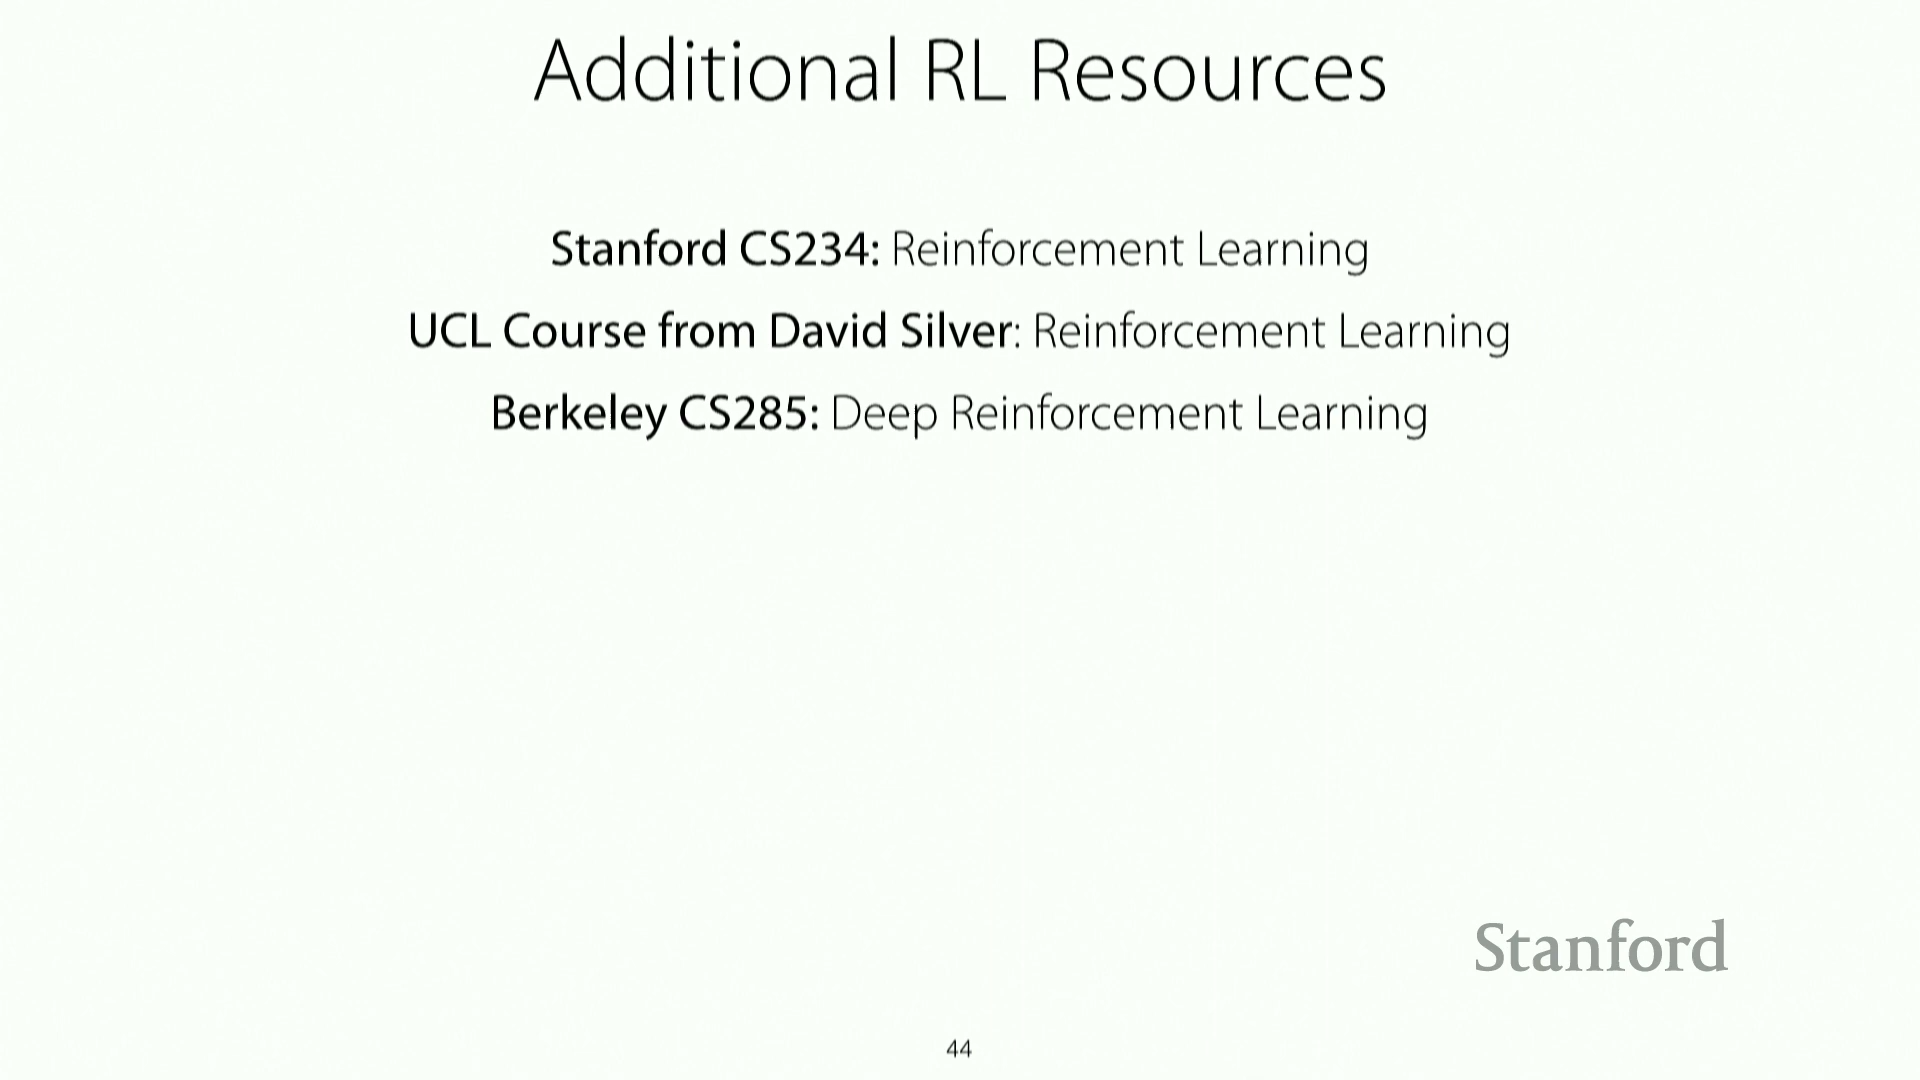 Additional RL Resources
Stanford CS234: Reinforcement Learning
UCL Course from David Silver: Reinforcement Learning
Berkeley CS285: Deep Reinforcement Learning
Stanford
44